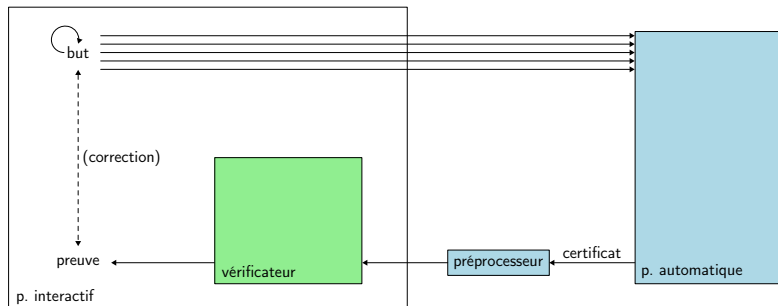 but
(correction)
preuve
vérificateur
préprocesseur
certificat
p. automatique
p. interactif